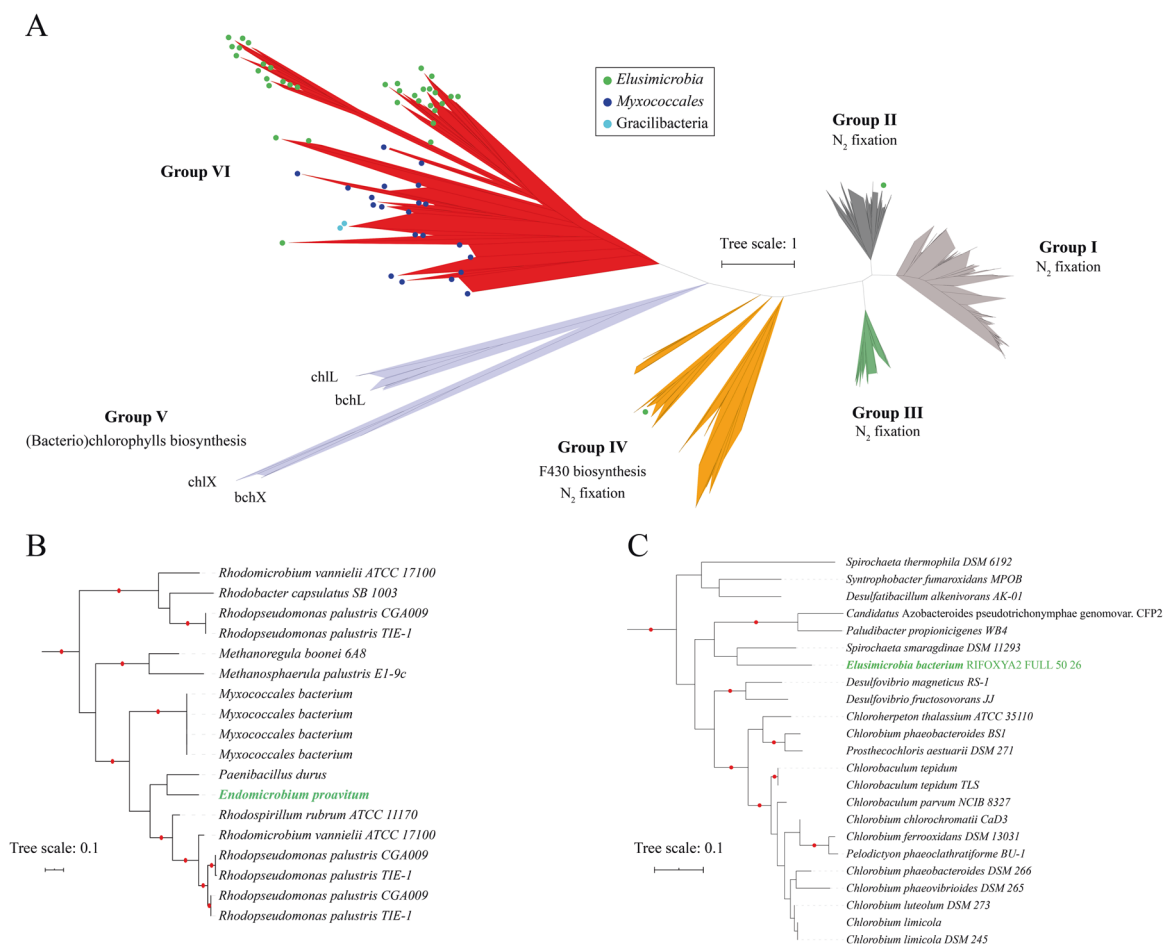 A
Elusimicrobia
Myxococcales
Gracilibacteria
Group VI
Group II
N2 fixation
Tree scale: 1
Group I
N2 fixation
chlL
bchL
Group V
(Bacterio)chlorophylls biosynthesis
chlX
bchX
Group IV
F430 biosynthesis
N2 fixation
Group III
N2 fixation
B
Rhodomicrobium vannielii ATCC 17100
Rhodobacter capsulatus SB 1003
Rhodopseudomonas palustris CGA009
Rhodopseudomonas palustris TIE-1
Methanoregula boonei 6A8
Methanosphaerula palustris E1-9c
Myxococcales bacterium
Myxococcales bacterium
Myxococcales bacterium
Myxococcales bacterium
Paenibacillus durus
Endomicrobium proavitum
Rhodospirillum rubrum ATCC 11170
Rhodomicrobium vannielii ATCC 17100
Rhodopseudomonas palustris CGA009
Rhodopseudomonas palustris TIE-1
Rhodopseudomonas palustris CGA009
Rhodopseudomonas palustris TIE-1
Tree scale: 0.1
C
Spirochaeta thermophila DSM 6192
Syntrophobacter fumaroxidans MPOB
Desulfatibacillum alkenivorans AK-01
Candidatus Azobacteroides pseudotrichonymphae genomovar. CFP2
Paludibacter propionicigenes WB4
Spirochaeta smaragdinae DSM 11293
Elusimicrobia bacterium RIFOXYA2 FULL 50 26
Desulfovibrio magneticus RS-1
Desulfovibrio fructosovorans JJ
Chloroherpeton thalassium ATCC 35110
Chlorobium phaeobacteroides BS1
Prosthecochloris aestuarii DSM 271
Chlorobaculum tepidum
Chlorobaculum tepidum TLS
Chlorobaculum parvum NCIB 8327
Chlorobium chlorochromatii CaD3
Chlorobium ferrooxidans DSM 13031
Pelodictyon phaeoclathratiforme BU-1
Chlorobium phaeobacteroides DSM 266
Chlorobium phaeovibrioides DSM 265
Chlorobium luteolum DSM 273
Chlorobium limicola
Chlorobium limicola DSM 245
Tree scale: 0.1